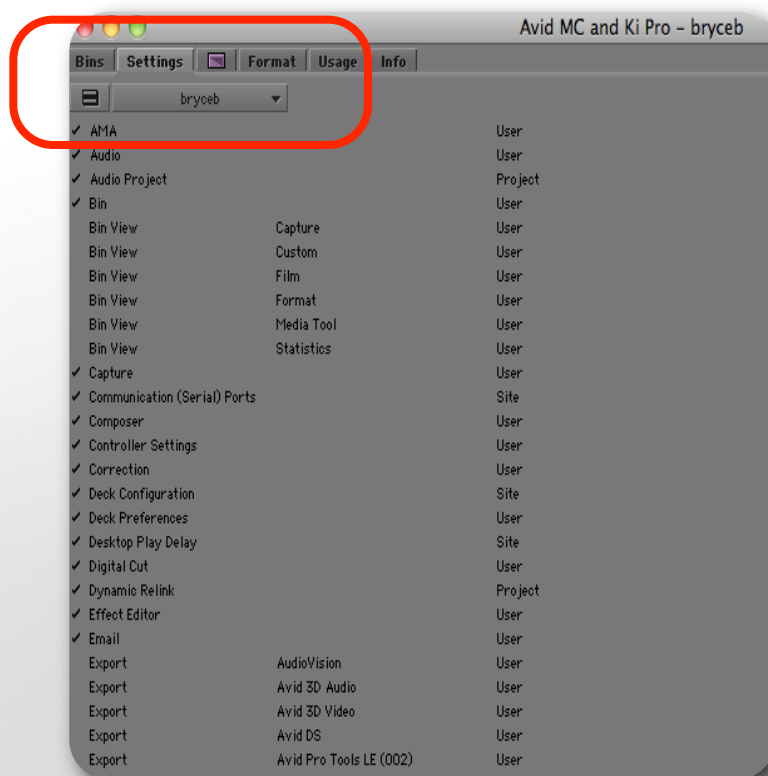 Avid MC and Ki Pro – bryceb
Bins Settings Format Usage Info
bryceb
✓ AMA User
✓ Audio User
✓ Audio Project Project
✓ Bin User
Bin View Capture User
Bin View Custom User
Bin View Film User
Bin View Format User
Bin View Media Tool User
Bin View Statistics User
✓ Capture User
✓ Communication (Serial) Ports Site
✓ Composer User
✓ Controller Settings User
✓ Correction User
✓ Deck Configuration Site
✓ Deck Preferences User
✓ Desktop Play Delay Site
✓ Digital Cut User
✓ Dynamic Relink Project
✓ Effect Editor User
✓ Email User
Export AudioVision User
Export Avid 3D Audio User
Export Avid 3D Video User
Export Avid DS User
Export Avid Pro Tools LE (002) User